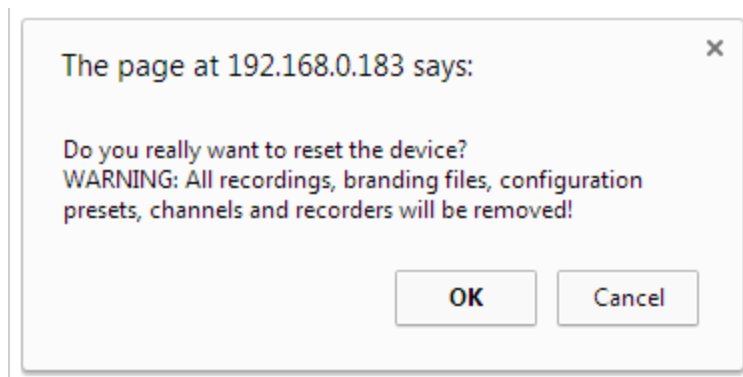 The page at 192.168.0.183 says:
Do you really want to reset the device?
WARNING: All recordings, branding files, configuration
presets, channels and recorders will be removed!
OK
Cancel